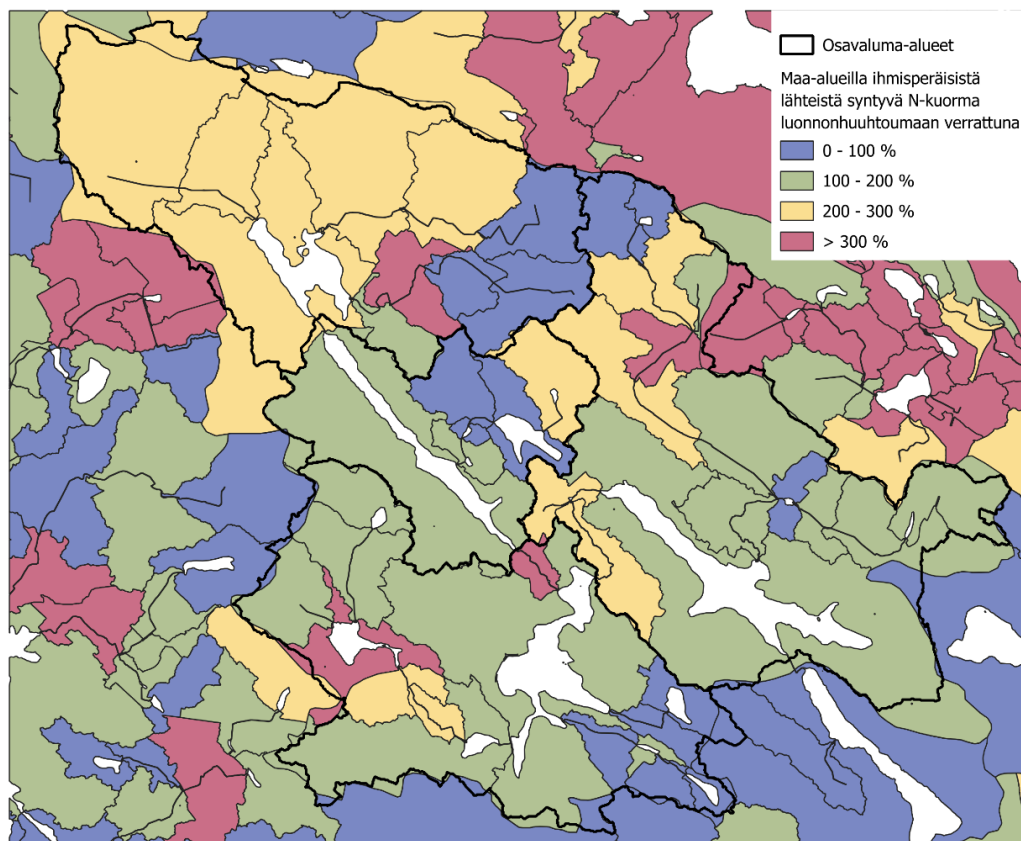 Osavaluma-alueet
Maa-alueilla ihmisperäisistä
lähteistä syntyvä N-kuorma
luonnonhuuhtoumaan verrattuna
0 - 100 %
100 - 200 %
200 - 300 %
> 300 %